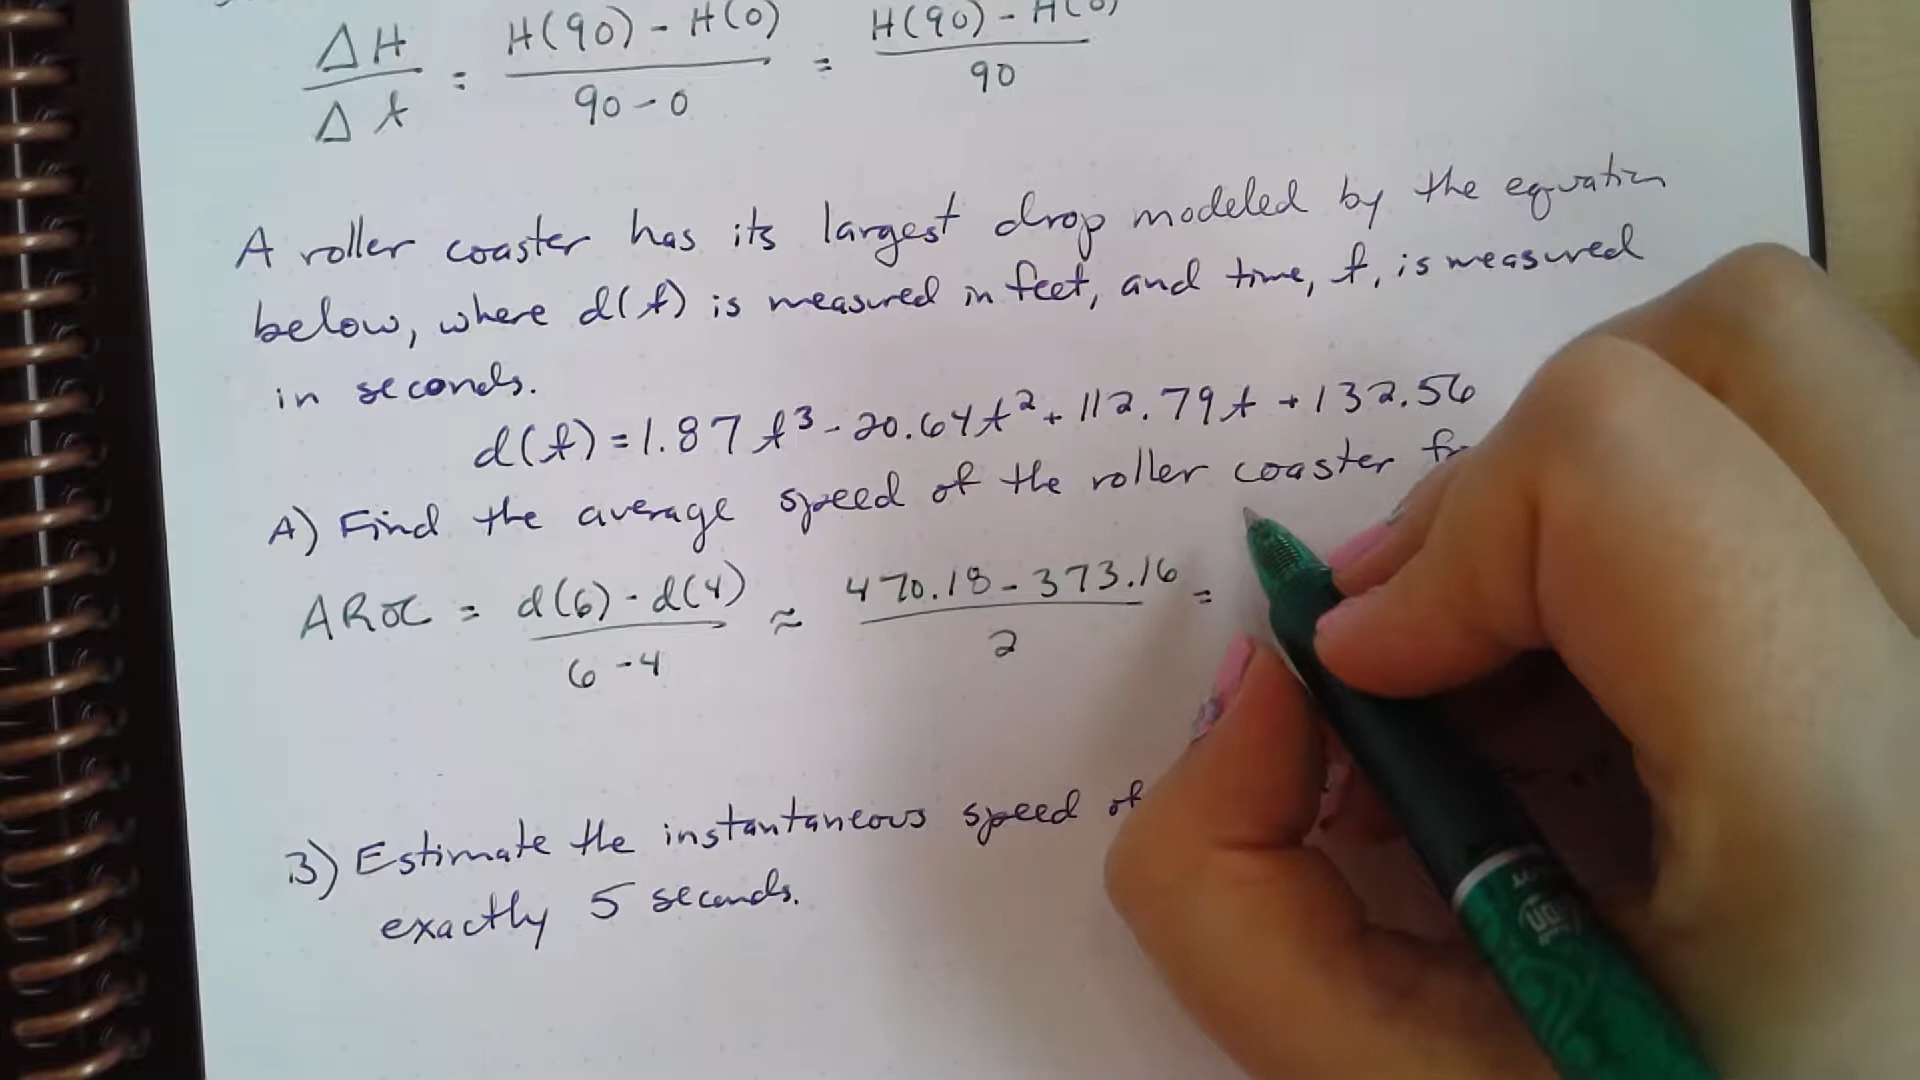 ΔH/Δt = (H(90) - H(0))/(90 - 0) = (H(90) - H(0))/90
A roller coaster has its largest drop modeled by the equation
below, where d(t) is measured in feet, and time, t, is measured
in seconds.
d(t) = 1.87t³ - 20.64t² + 112.79t + 132.56
A) Find the average speed of the roller coaster
AROC = (d(6) - d(4))/(6 - 4) ≈ (470.18 - 373.16)/2 =
B) Estimate the instantaneous speed of
exactly 5 seconds.